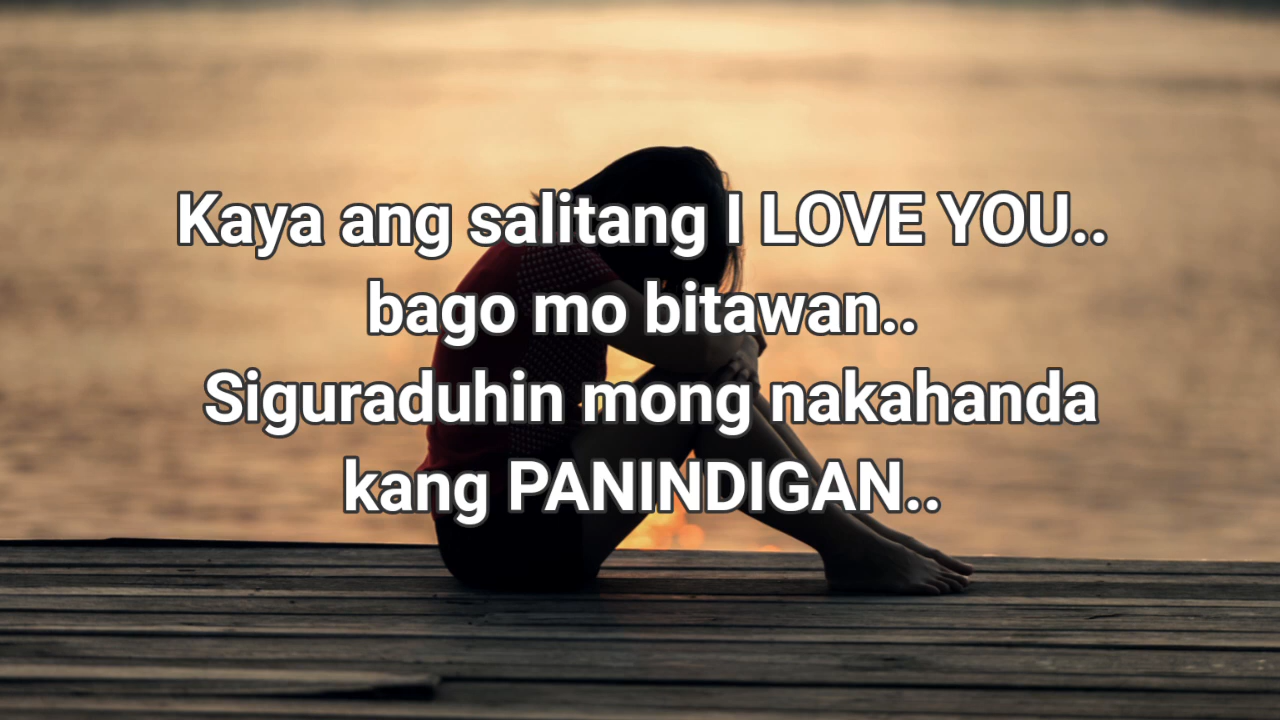 Kaya ang salitang I LOVE YOU..
bago mo bitawan..
Siguraduhin mong nakahanda
kang PANINDIGAN..